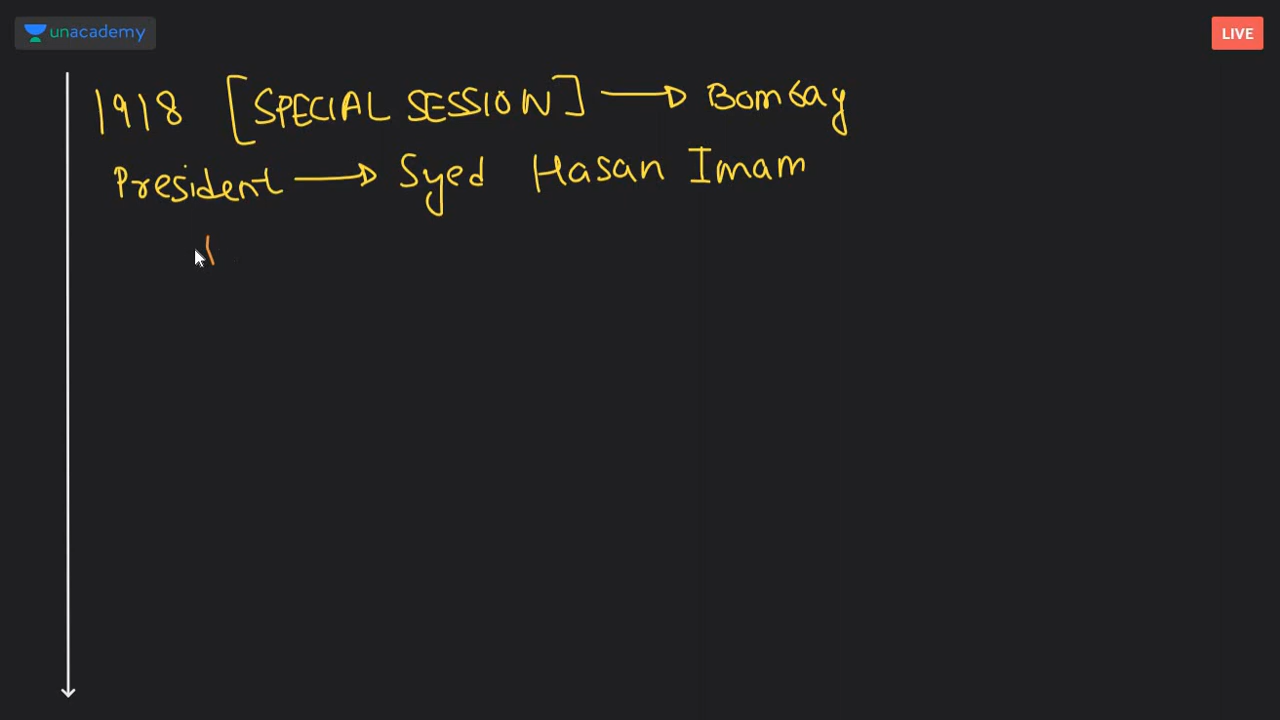 unacademy
LIVE
1918 [SPECIAL SESSION] → Bombay
President → Syed Hasan Imam